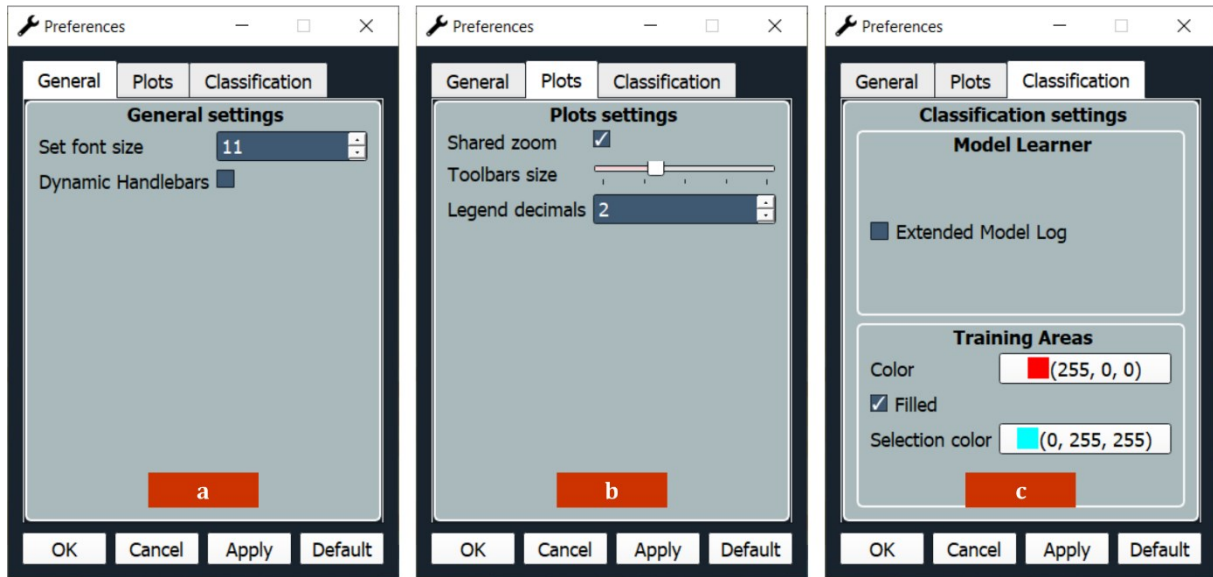 Preferences
General Plots Classification
General settings
Set font size 11
Dynamic Handlebars
a
OK Cancel Apply Default
Preferences
General Plots Classification
Plots settings
Shared zoom
Toolbars size
Legend decimals 2
b
OK Cancel Apply Default
Preferences
General Plots Classification
Classification settings
Model Learner
Extended Model Log
Training Areas
Color (255, 0, 0)
Filled
Selection color (0, 255, 255)
c
OK Cancel Apply Default